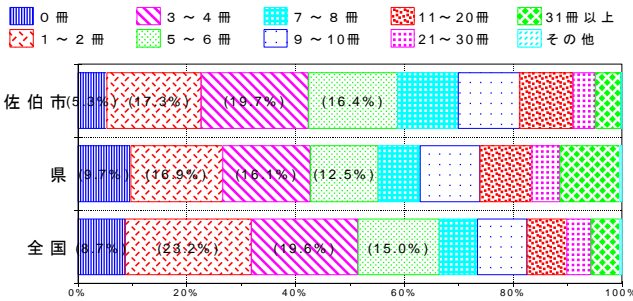 ０冊 ３～４冊 ７～８冊 11～20冊 31冊以上
１～２冊 ５～６冊 ９～10冊 21～30冊 その他
佐伯市 (5.3%) (17.3%) (19.7%) (16.4%)
県 (9.7%) (16.9%) (16.1%) (12.5%)
全国 (8.7%) (23.2%) (19.6%) (15.0%)
0% 20% 40% 60% 80% 100%